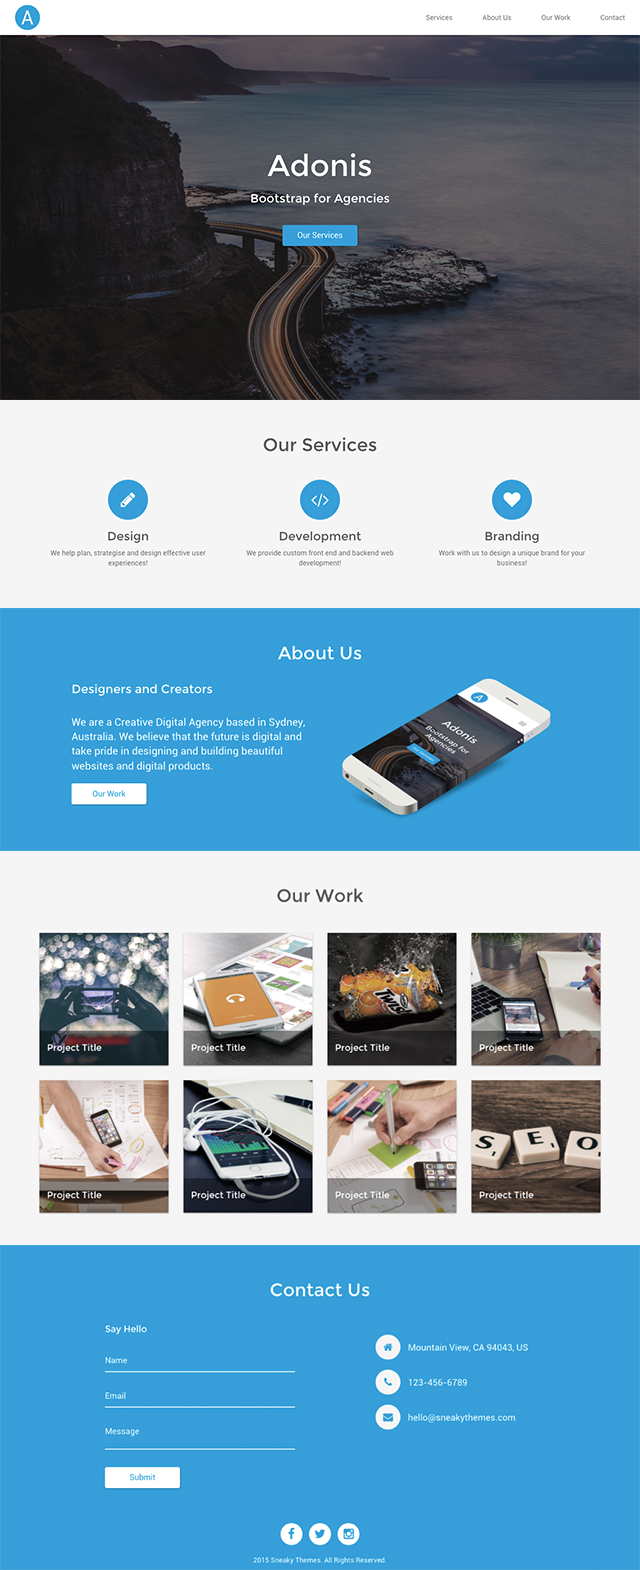 A
Services
About Us
Our Work
Contact
Adonis
Bootstrap for Agencies
Our Services
Our Services
Design
We help plan, strategise and design effective user
experiences!
Development
We provide custom front end and backend web
development!
Branding
Work with us to design a unique brand for your
business!
About Us
Designers and Creators
We are a Creative Digital Agency based in Sydney,
Australia. We believe that the future is digital and
take pride in designing and building beautiful
websites and digital products.
Our Work
A
Adonis
Bootstrap for
Agencies
Our Work
Project Title
Project Title
TWIST
Project Title
Project Title
Project Title
Project Title
Project Title
SEO
Project Title
Contact Us
Say Hello
Name
Email
Message
Submit
Mountain View, CA 94043, US
123-456-6789
hello@sneakythemes.com
2015 Sneaky Themes. All Rights Reserved.